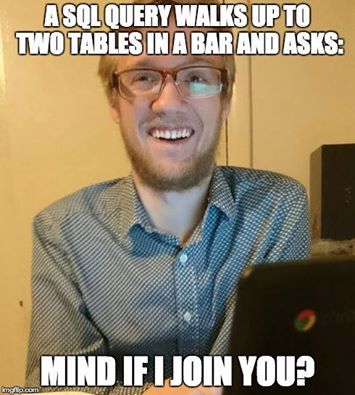 A SQL QUERY WALKS UP TO
TWO TABLES IN A BAR AND ASKS:
MIND IF I JOIN YOU?
imgflip.com